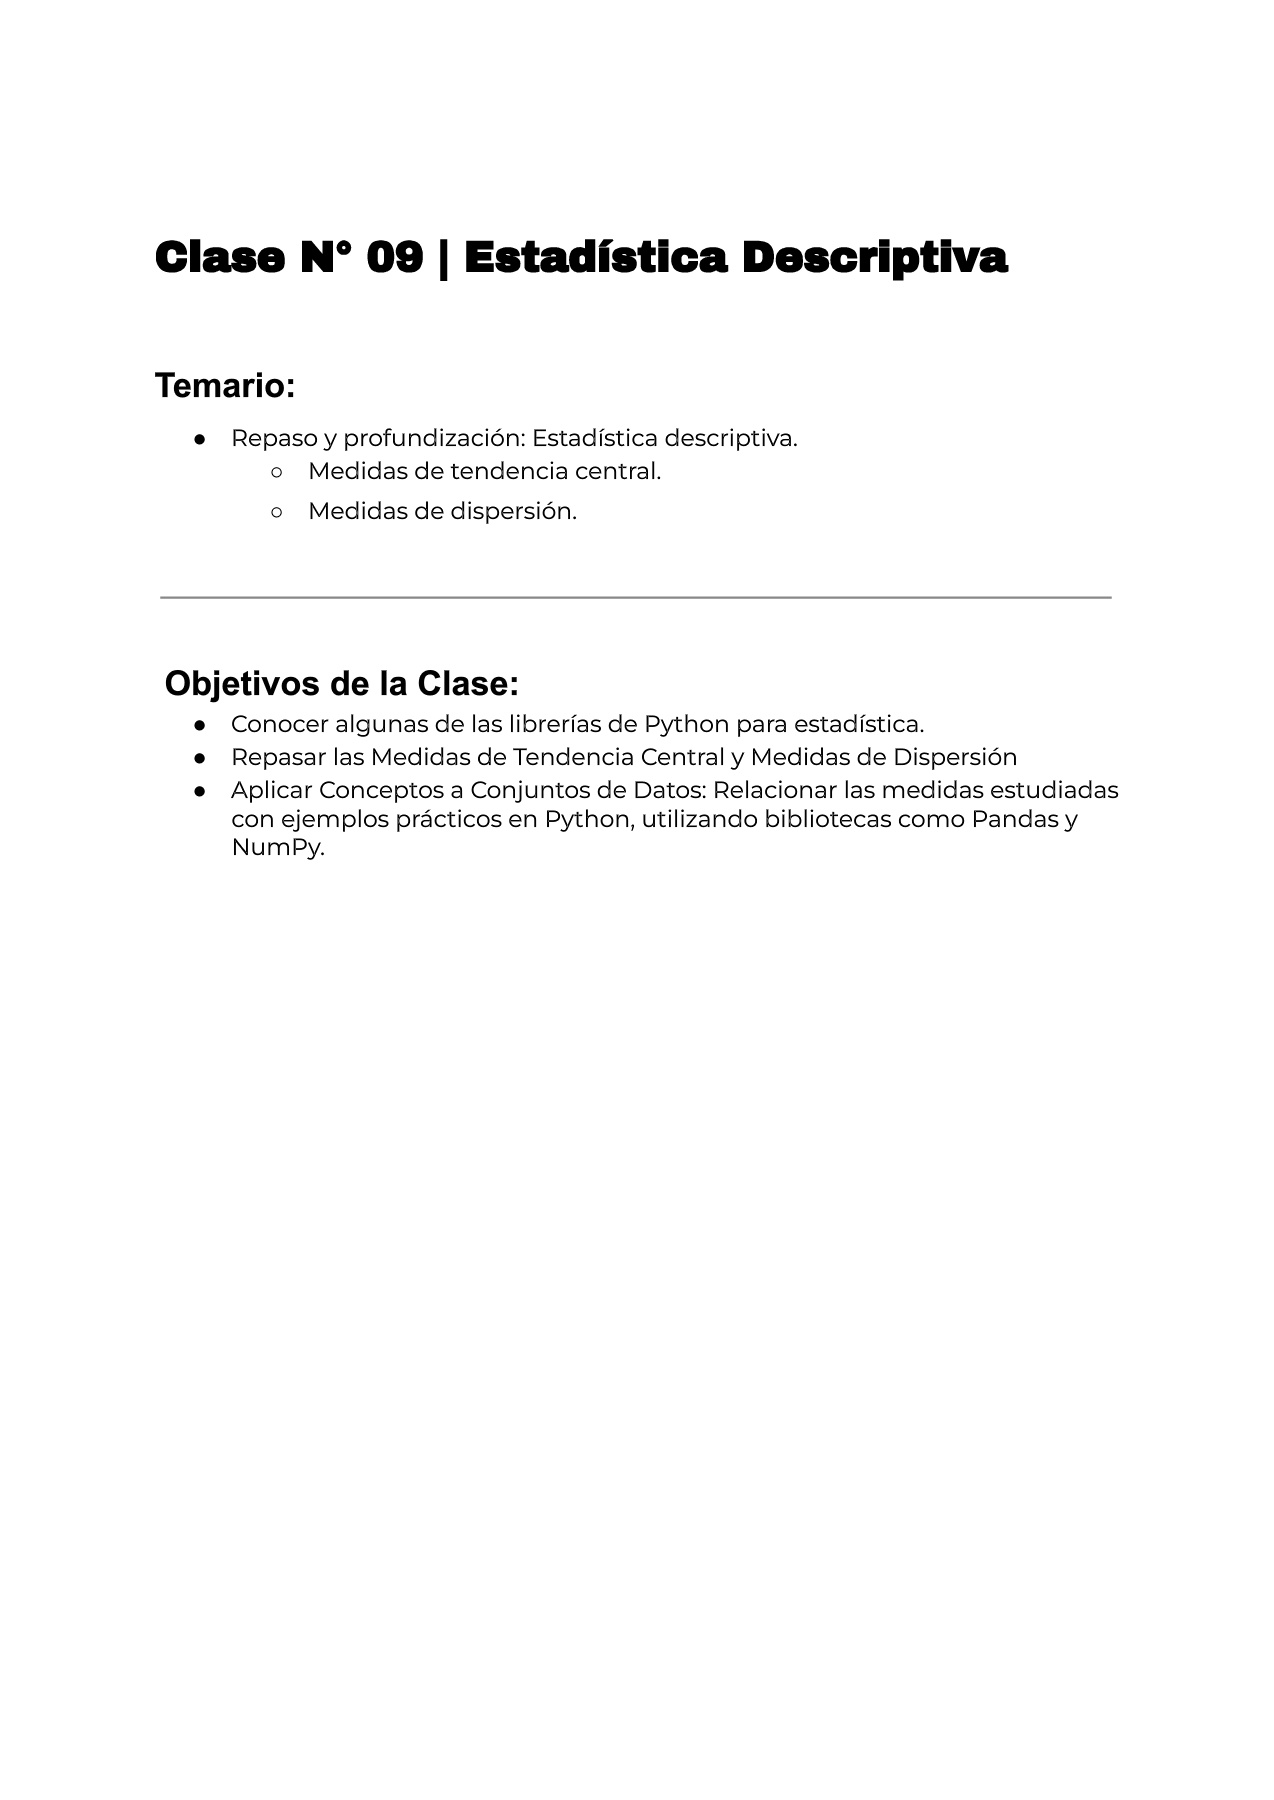 Clase N° 09 | Estadística Descriptiva
Temario:
● Repaso y profundización: Estadística descriptiva.
○ Medidas de tendencia central.
○ Medidas de dispersión.
Objetivos de la Clase:
● Conocer algunas de las librerías de Python para estadística.
● Repasar las Medidas de Tendencia Central y Medidas de Dispersión
● Aplicar Conceptos a Conjuntos de Datos: Relacionar las medidas estudiadas
con ejemplos prácticos en Python, utilizando bibliotecas como Pandas y
NumPy.